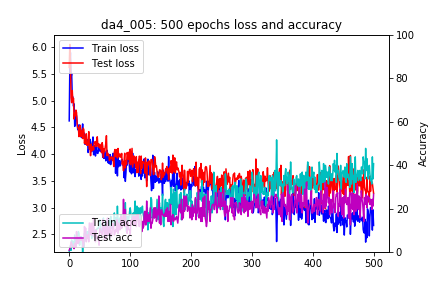 da4_005: 500 epochs loss and accuracy
Train loss
Test loss
Train acc
Test acc
Loss
6.0
5.5
5.0
4.5
4.0
3.5
3.0
2.5
Accuracy
100
80
60
40
20
0
0
100
200
300
400
500